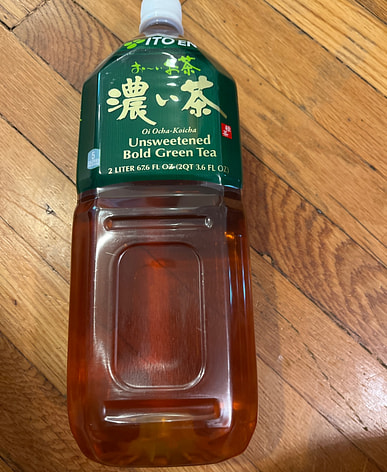 ITO EN
お〜いお茶
濃い茶
Oi Ocha-Koicha
Unsweetened
Bold Green Tea
2 LITER 67.6 FL OZ (2QT 3.6 FL OZ)